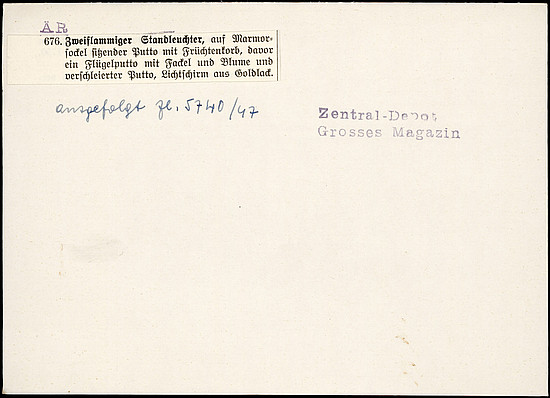 ÄR
676. Zweiflammiger Standleuchter, auf Marmor-
sockel sitzender Putto mit Früchtenkorb, davor
ein Flügelputto mit Fackel und Blume und
verschleierter Putto, Lichtschirm aus Goldlack.
ausgefolgt Zl. 5740/47
Zentral-Depot
Grosses Magazin